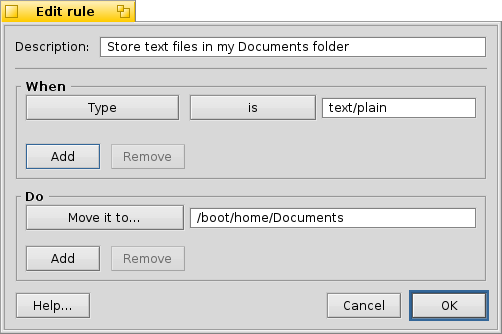 Edit rule
Description: Store text files in my Documents folder
When
Type is text/plain
Add Remove
Do
Move it to... /boot/home/Documents
Add Remove
Help... Cancel OK